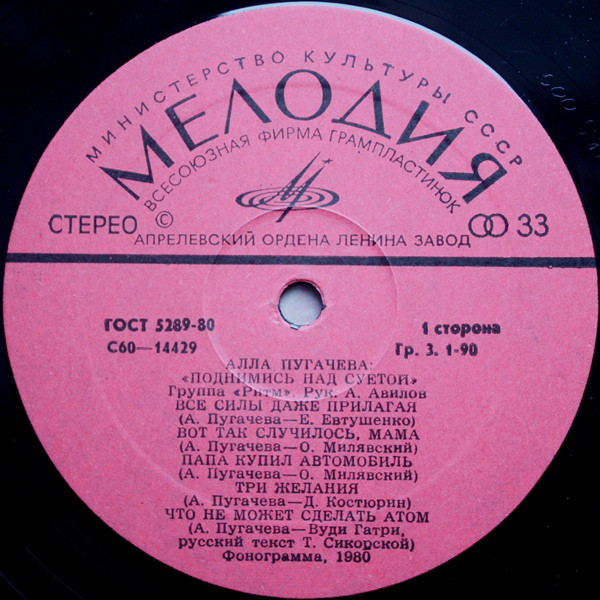 МИНИСТЕРСТВО КУЛЬТУРЫ СССР
МЕЛОДИЯ
ВСЕСОЮЗНАЯ ФИРМА ГРАМПЛАСТИНОК
СТЕРЕО © 33
АПРЕЛЕВСКИЙ ОРДЕНА ЛЕНИНА ЗАВОД
ГОСТ 5289-80 1 сторона
С60—14429 Гр. 3. 1-90
АЛЛА ПУГАЧЕВА:
«ПОДНИМИСЬ НАД СУЕТОЙ»
Группа «Ритм». Рук. А. Авилов
ВСЕ СИЛЫ ДАЖЕ ПРИЛАГАЯ
(А. Пугачева—Е. Евтушенко)
ВОТ ТАК СЛУЧИЛОСЬ, МАМА
(А. Пугачева—О. Милявский)
ПАПА КУПИЛ АВТОМОБИЛЬ
(А. Пугачева—О. Милявский)
ТРИ ЖЕЛАНИЯ
(А. Пугачева—Д. Костюрин)
ЧТО НЕ МОЖЕТ СДЕЛАТЬ АТОМ
(А. Пугачева—Вуди Гатри,
русский текст Т. Сикорской)
Фонограмма, 1980